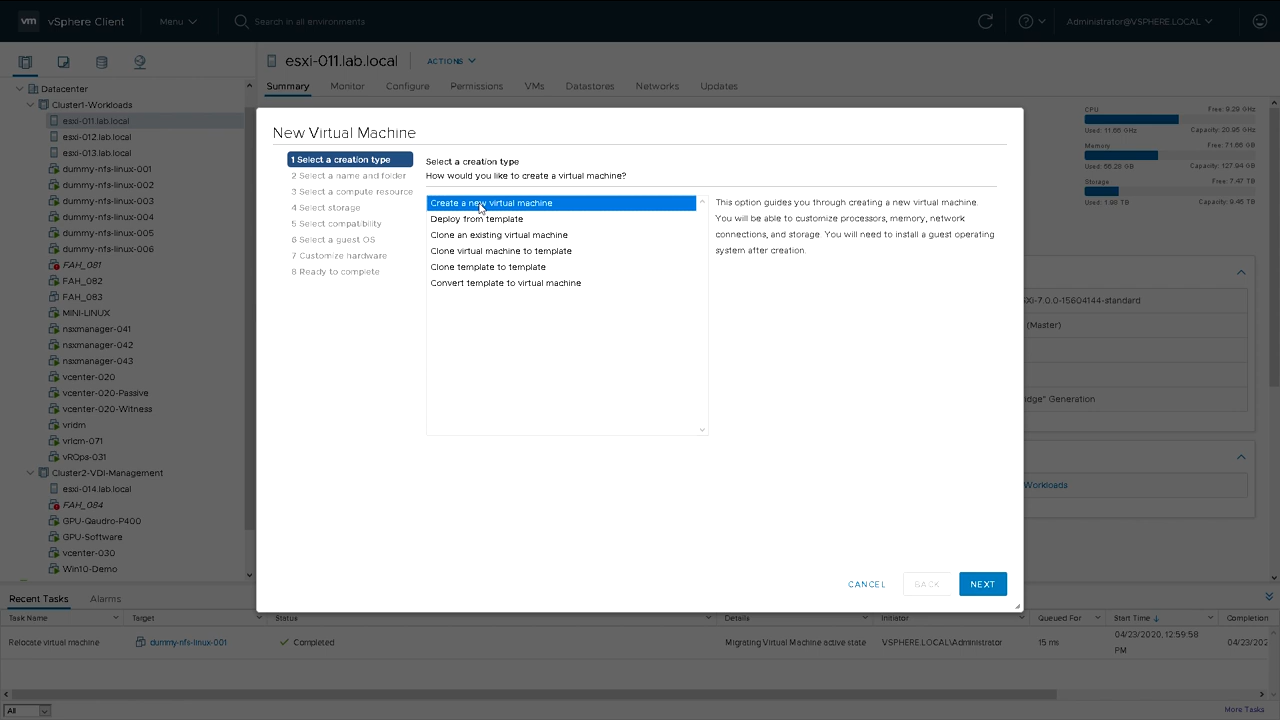 vm vSphere Client Menu Search in all environments Administrator@VSPHERE.LOCAL
esxi-011.lab.local ACTIONS
Summary Monitor Configure Permissions VMs Datastores Networks Updates
Datacenter
Cluster1-Workloads
esxi-011.lab.local
esxi-012.lab.local
esxi-013.lab.local
dummy-nfs-linux-001
dummy-nfs-linux-002
dummy-nfs-linux-003
dummy-nfs-linux-004
dummy-nfs-linux-005
dummy-nfs-linux-006
FAH_081
FAH_082
FAH_083
MINI-LINUX
nsxmanager-041
nsxmanager-042
nsxmanager-043
vcenter-020
vcenter-020-Passive
vcenter-020-Witness
vridm
vrlcm-071
vROps-031
Cluster2-VDI-Management
esxi-014.lab.local
FAH_084
GPU-Qaudro-P400
GPU-Software
vcenter-030
Win10-Demo
New Virtual Machine
1 Select a creation type
2 Select a name and folder
3 Select a compute resource
4 Select storage
5 Select compatibility
6 Select a guest OS
7 Customize hardware
8 Ready to complete
Select a creation type
How would you like to create a virtual machine?
Create a new virtual machine
Deploy from template
Clone an existing virtual machine
Clone virtual machine to template
Clone template to template
Convert template to virtual machine
This option guides you through creating a new virtual machine.
You will be able to customize processors, memory, network
connections, and storage. You will need to install a guest operating
system after creation.
CANCEL BACK NEXT
CPU Free: 9.29 GHz
Used: 11.66 GHz Capacity: 20.95 GHz
Memory Free: 71.66 GB
Used: 56.28 GB Capacity: 127.94 GB
Storage Free: 7.47 TB
Used: 1.98 TB Capacity: 9.45 TB
XI-7.0.0-15604144-standard
(Master)
idge" Generation
Workloads
Recent Tasks Alarms
Task Name Target Status Details Initiator Queued For Start Time Completion
Relocate virtual machine dummy-nfs-linux-001 Completed Migrating Virtual Machine active state VSPHERE.LOCAL\Administrator 15 ms 04/23/2020, 12:59:58 04/23/202
PM
All More Tasks